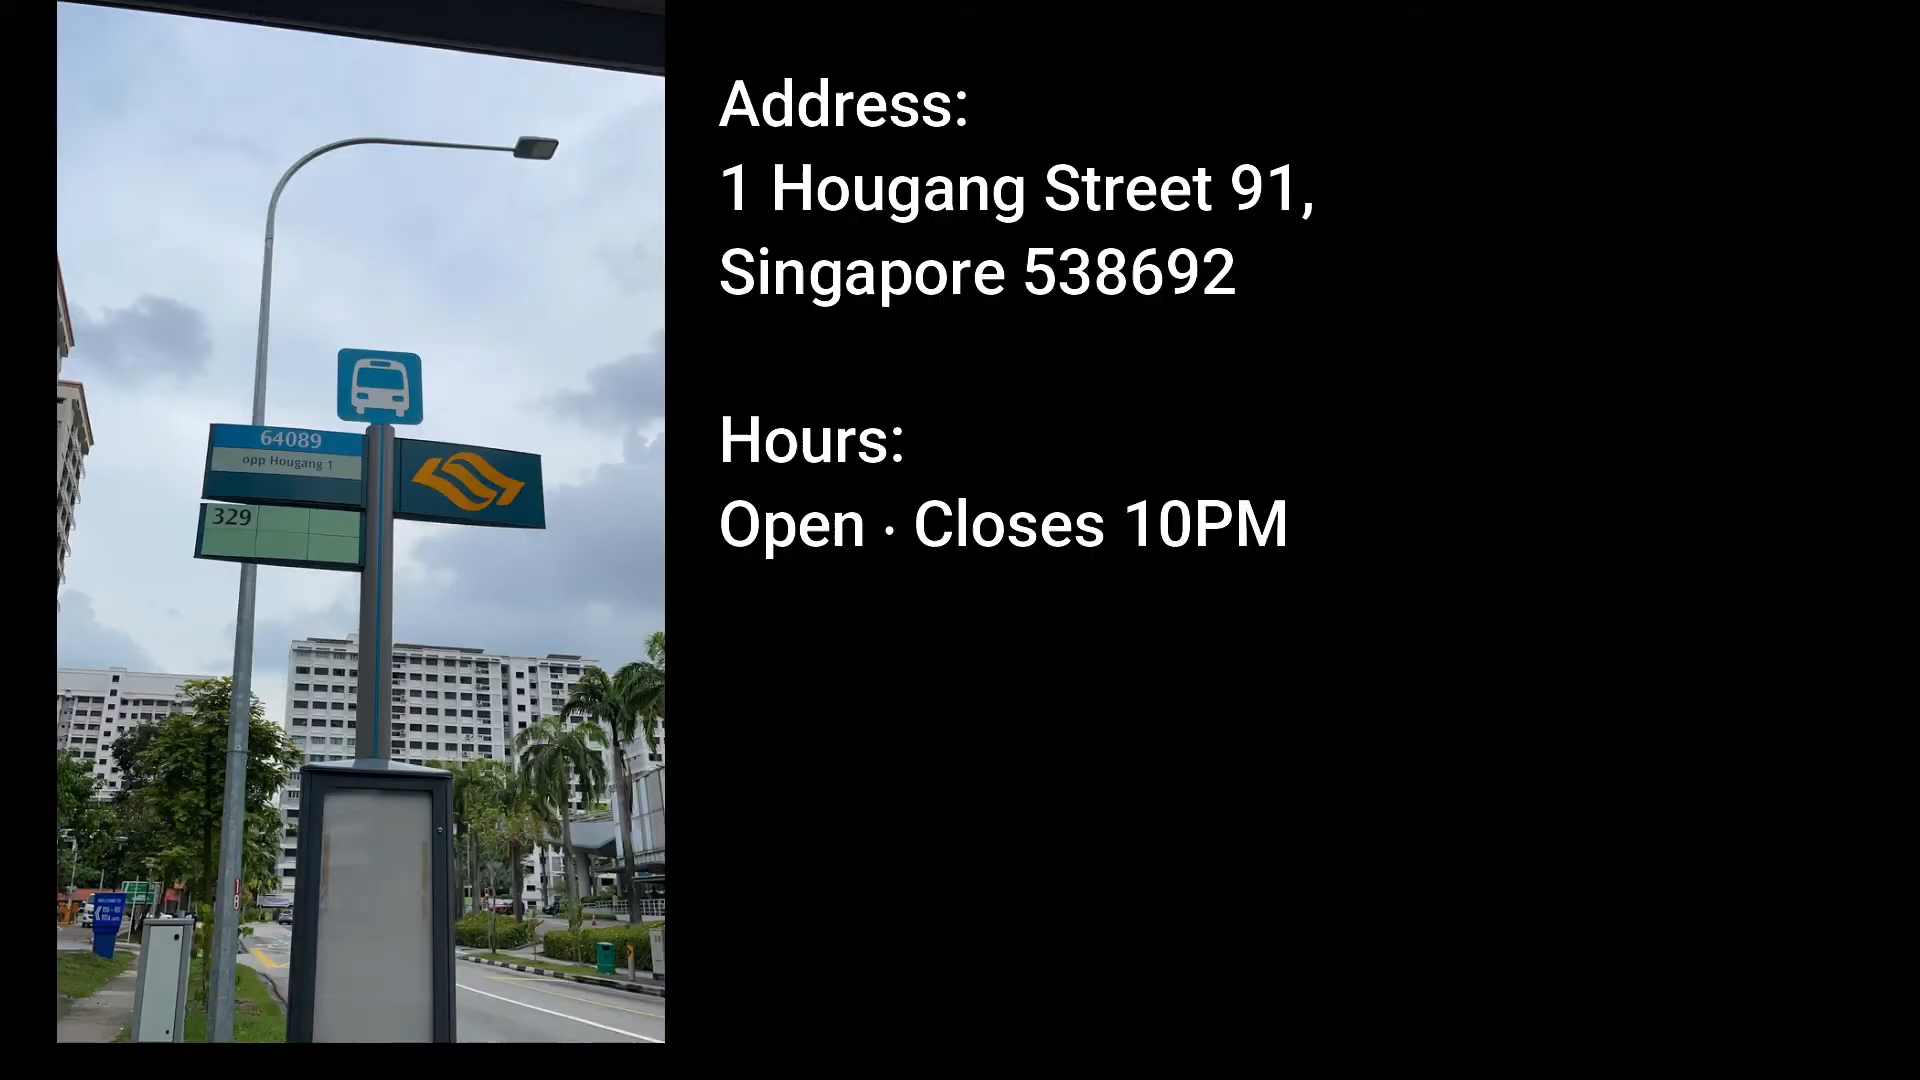 64089
opp Hougang 1
329
Address:
1 Hougang Street 91,
Singapore 538692
Hours:
Open · Closes 10PM